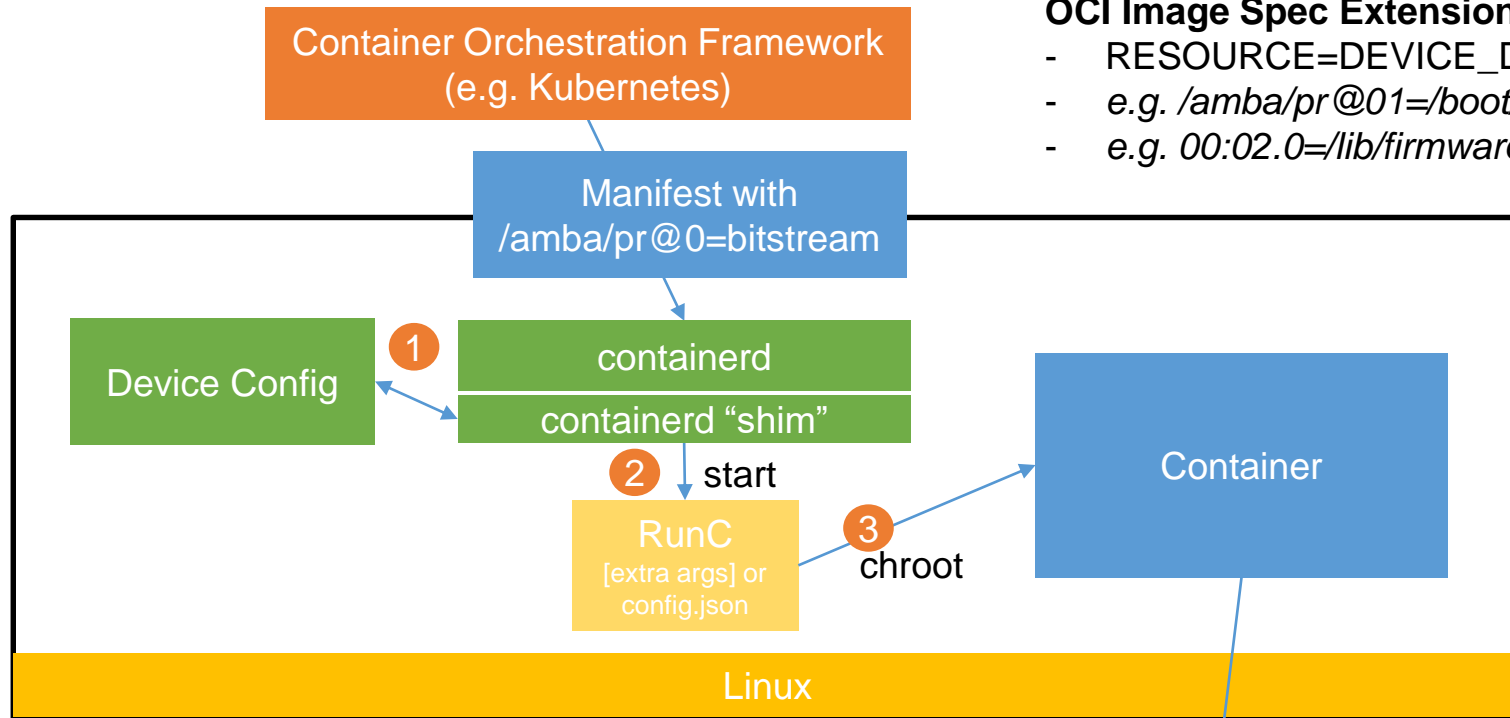 Container Orchestration Framework
(e.g. Kubernetes)
OCI Image Spec Extension
- RESOURCE=DEVICE_
- e.g. /amba/pr@01=/boot
- e.g. 00:02.0=/lib/firmware
Manifest with
/amba/pr@0=bitstream
Device Config
1
containerd
containerd “shim”
2
start
RunC
[extra args] or
config.json
3
chroot
Container
Linux